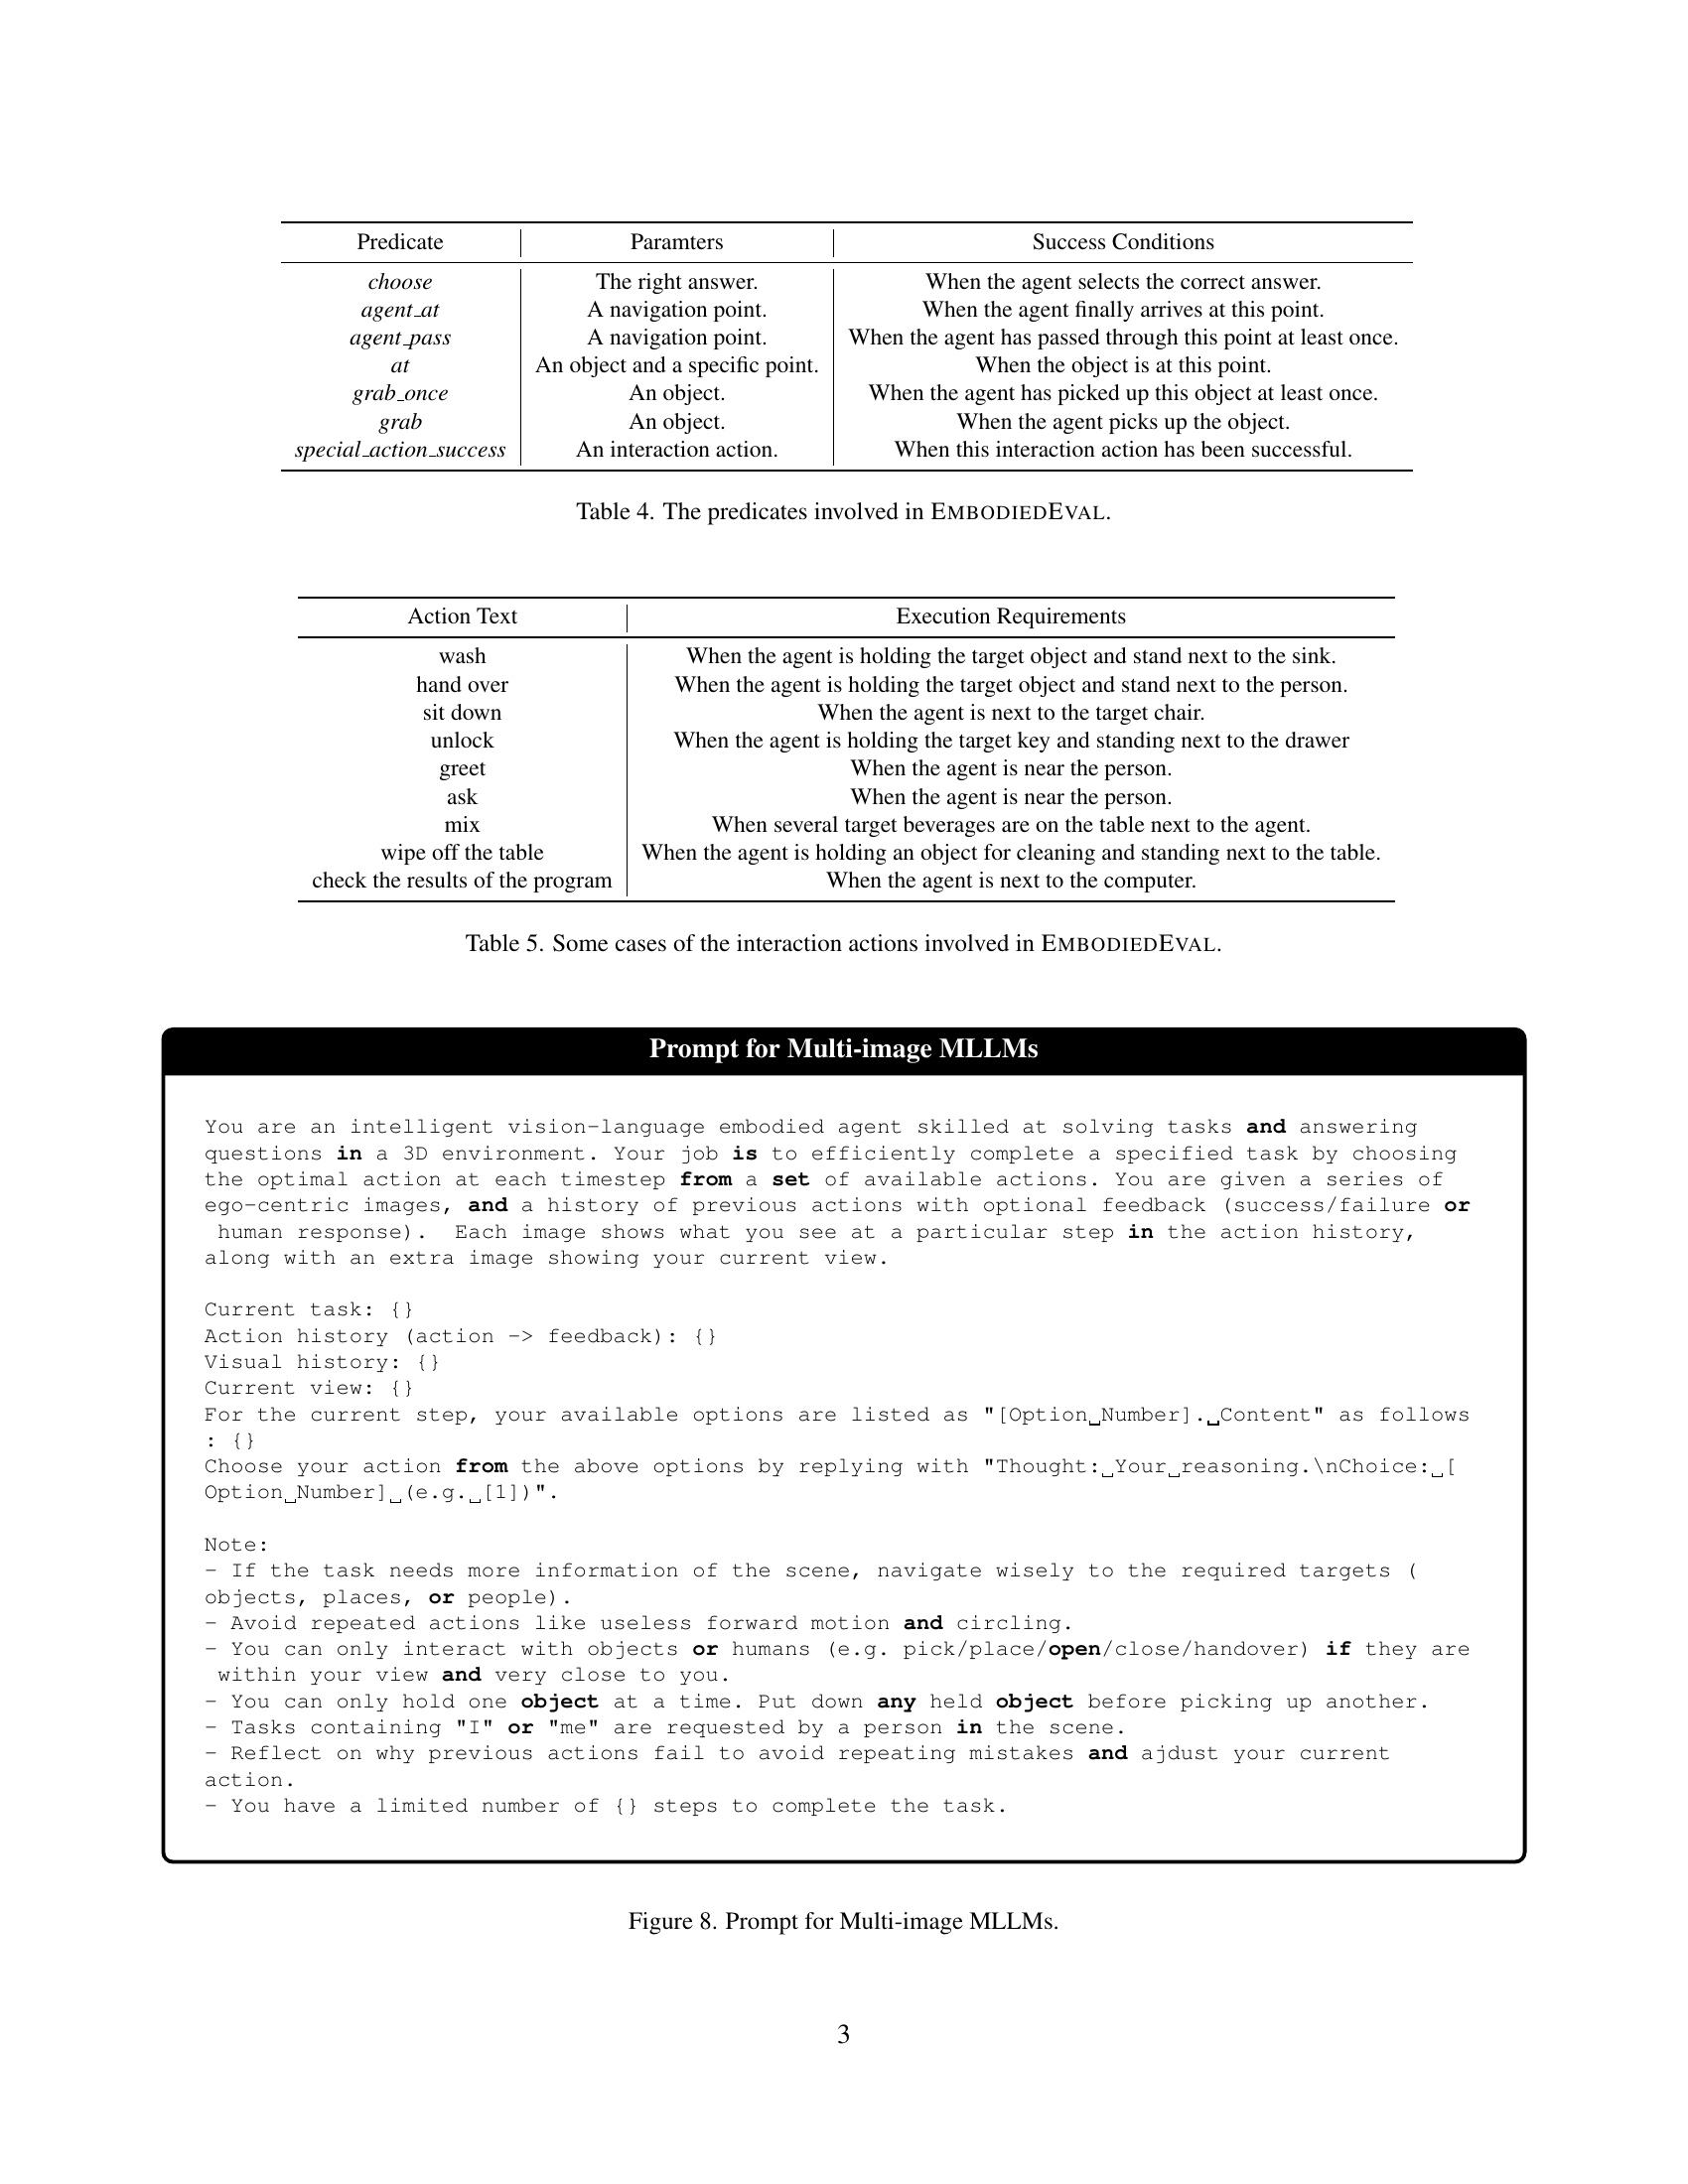 Predicate Paramters Success Conditions
choose The right answer. When the agent selects the correct answer.
agent_at A navigation point. When the agent finally arrives at this point.
agent_pass A navigation point. When the agent has passed through this point at least once.
at An object and a specific point. When the object is at this point.
grab_once An object. When the agent has picked up this object at least once.
grab An object. When the agent picks up the object.
special_action_success An interaction action. When this interaction action has been successful.
Table 4. The predicates involved in EMBODIEDEVAL.
Action Text Execution Requirements
wash When the agent is holding the target object and stand next to the sink.
hand over When the agent is holding the target object and stand next to the person.
sit down When the agent is next to the target chair.
unlock When the agent is holding the target key and standing next to the drawer
greet When the agent is near the person.
ask When the agent is near the person.
mix When several target beverages are on the table next to the agent.
wipe off the table When the agent is holding an object for cleaning and standing next to the table.
check the results of the program When the agent is next to the computer.
Table 5. Some cases of the interaction actions involved in EMBODIEDEVAL.
Prompt for Multi-image MLLMs
You are an intelligent vision-language embodied agent skilled at solving tasks and answering
questions in a 3D environment. Your job is to efficiently complete a specified task by choosing
the optimal action at each timestep from a set of available actions. You are given a series of
ego-centric images, and a history of previous actions with optional feedback (success/failure or
human response).  Each image shows what you see at a particular step in the action history,
along with an extra image showing your current view.
Current task: {}
Action history (action -> feedback): {}
Visual history: {}
Current view: {}
For the current step, your available options are listed as "[Option␣Number].␣Content" as follows
: {}
Choose your action from the above options by replying with "Thought:␣Your␣reasoning.\nChoice:␣[
Option␣Number]␣(e.g.␣[1])".
Note:
- If the task needs more information of the scene, navigate wisely to the required targets (
objects, places, or people).
- Avoid repeated actions like useless forward motion and circling.
- You can only interact with objects or humans (e.g. pick/place/open/close/handover) if they are
within your view and very close to you.
- You can only hold one object at a time. Put down any held object before picking up another.
- Tasks containing "I" or "me" are requested by a person in the scene.
- Reflect on why previous actions fail to avoid repeating mistakes and ajdust your current
action.
- You have a limited number of {} steps to complete the task.
Figure 8. Prompt for Multi-image MLLMs.
3